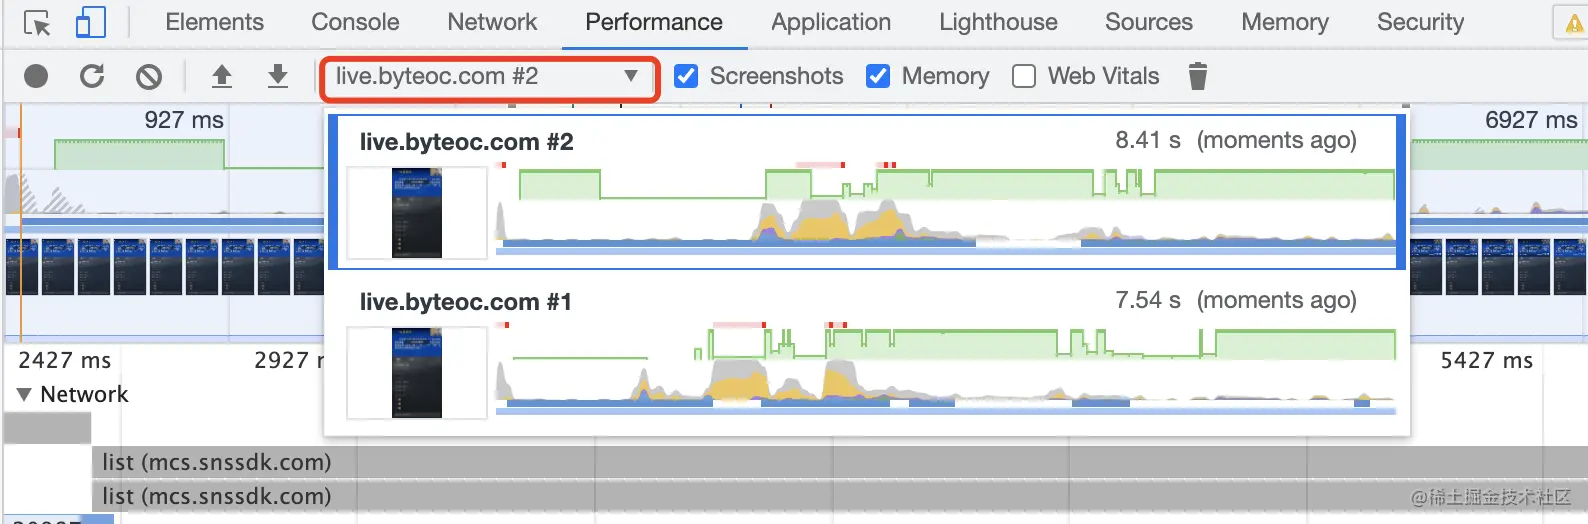 Elements Console Network Performance Application Lighthouse Sources Memory Security
live.byteoc.com #2 ▼ Screenshots Memory Web Vitals
927 ms
6927 ms
live.byteoc.com #2 8.41 s (moments ago)
live.byteoc.com #1 7.54 s (moments ago)
2427 ms 2927 5427 ms
▼ Network
list (mcs.snssdk.com)
list (mcs.snssdk.com)
@稀土掘金技术社区